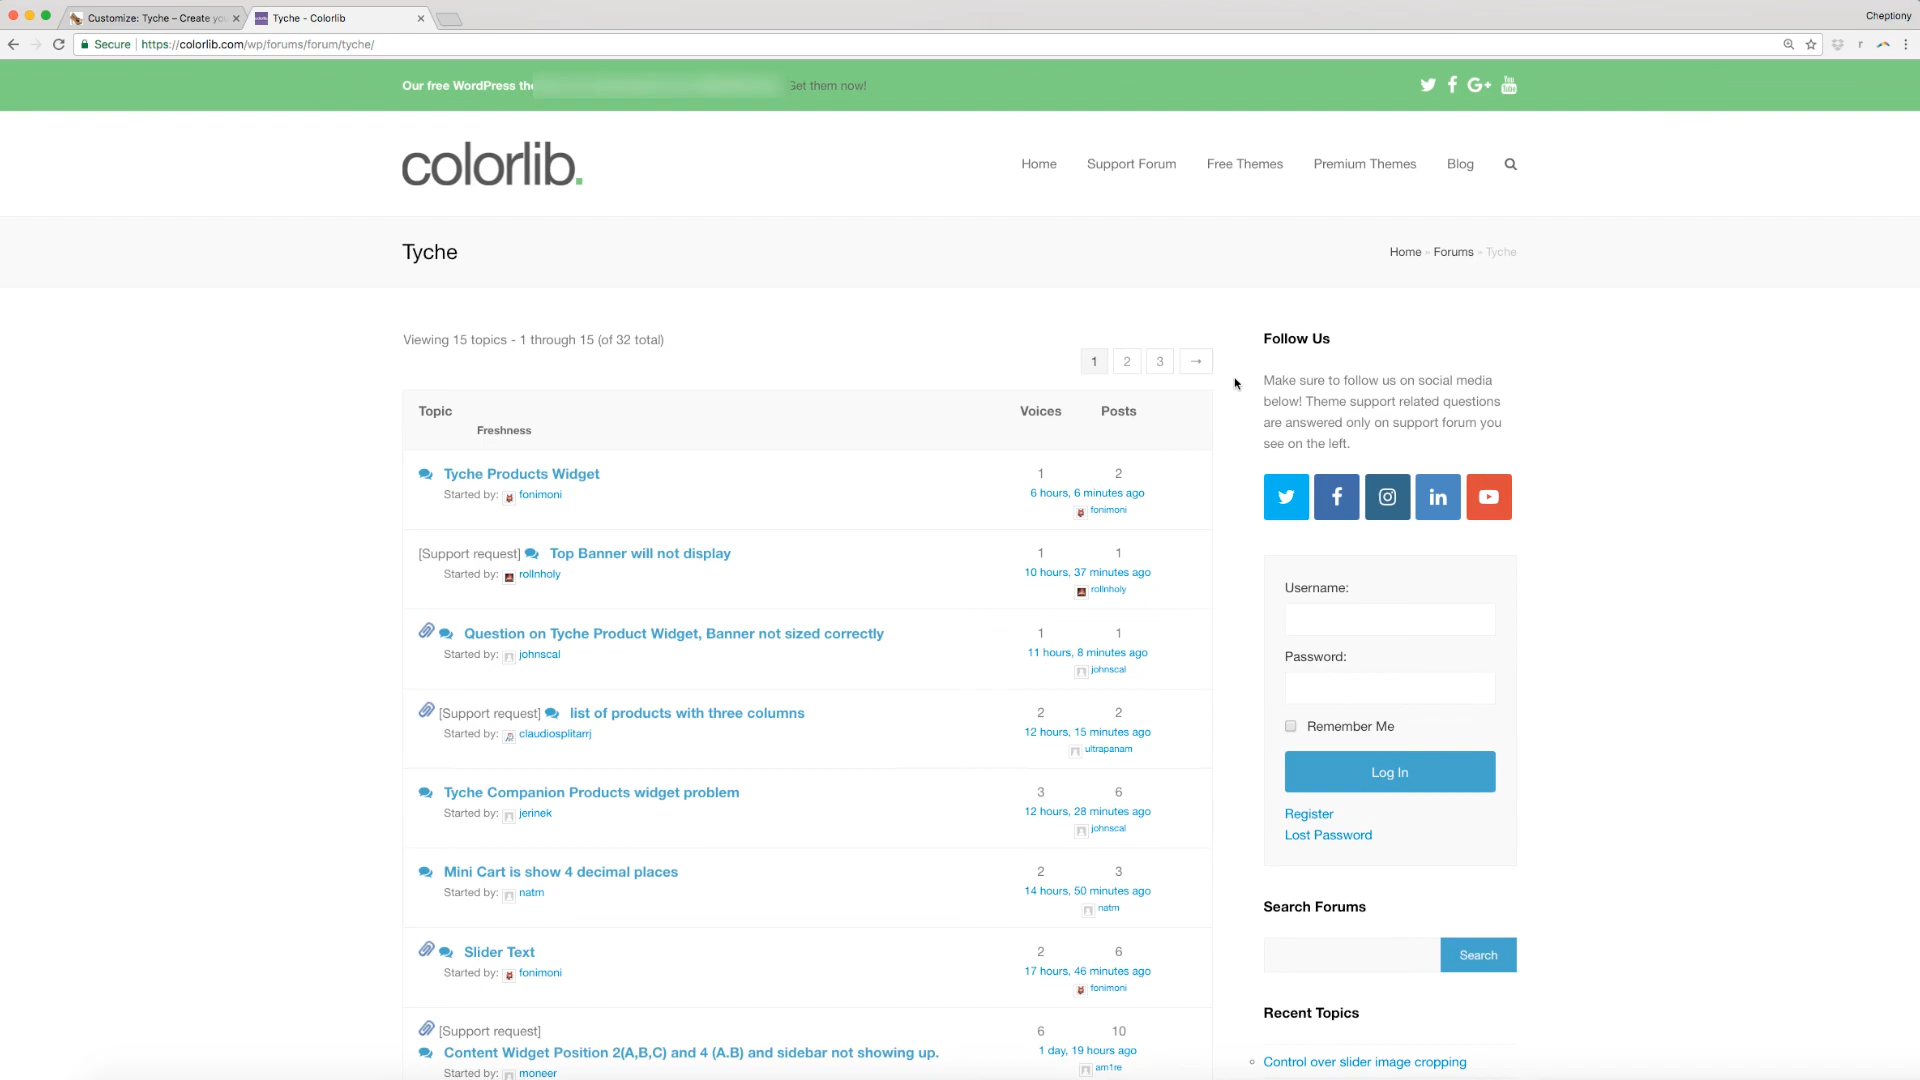 Customize: Tyche – Create yo
Tyche - Colorlib
Cheptiony
Secure
https://colorlib.com/wp/forums/forum/tyche/
Our free WordPress the
Get them now!
colorlib.
Home
Support Forum
Free Themes
Premium Themes
Blog
Tyche
Home » Forums » Tyche
Viewing 15 topics - 1 through 15 (of 32 total)
1
2
3
→
Topic
Voices
Posts
Freshness
Tyche Products Widget
1
2
Started by: fonimoni
6 hours, 6 minutes ago
fonimoni
[Support request] Top Banner will not display
1
1
Started by: rollnholy
10 hours, 37 minutes ago
rollnholy
Question on Tyche Product Widget, Banner not sized correctly
1
1
Started by: johnscal
11 hours, 8 minutes ago
johnscal
[Support request] list of products with three columns
2
2
Started by: claudiosplitarrj
12 hours, 15 minutes ago
ultrapanam
Tyche Companion Products widget problem
3
6
Started by: jerinek
12 hours, 28 minutes ago
johnscal
Mini Cart is show 4 decimal places
2
3
Started by: natm
14 hours, 50 minutes ago
natm
Slider Text
2
6
Started by: fonimoni
17 hours, 46 minutes ago
fonimoni
[Support request]
6
10
Content Widget Position 2(A,B,C) and 4 (A.B) and sidebar not showing up.
1 day, 19 hours ago
Started by: moneer
am1re
Follow Us
Make sure to follow us on social media
below! Theme support related questions
are answered only on support forum you
see on the left.
Username:
Password:
Remember Me
Log In
Register
Lost Password
Search Forums
Search
Recent Topics
Control over slider image cropping